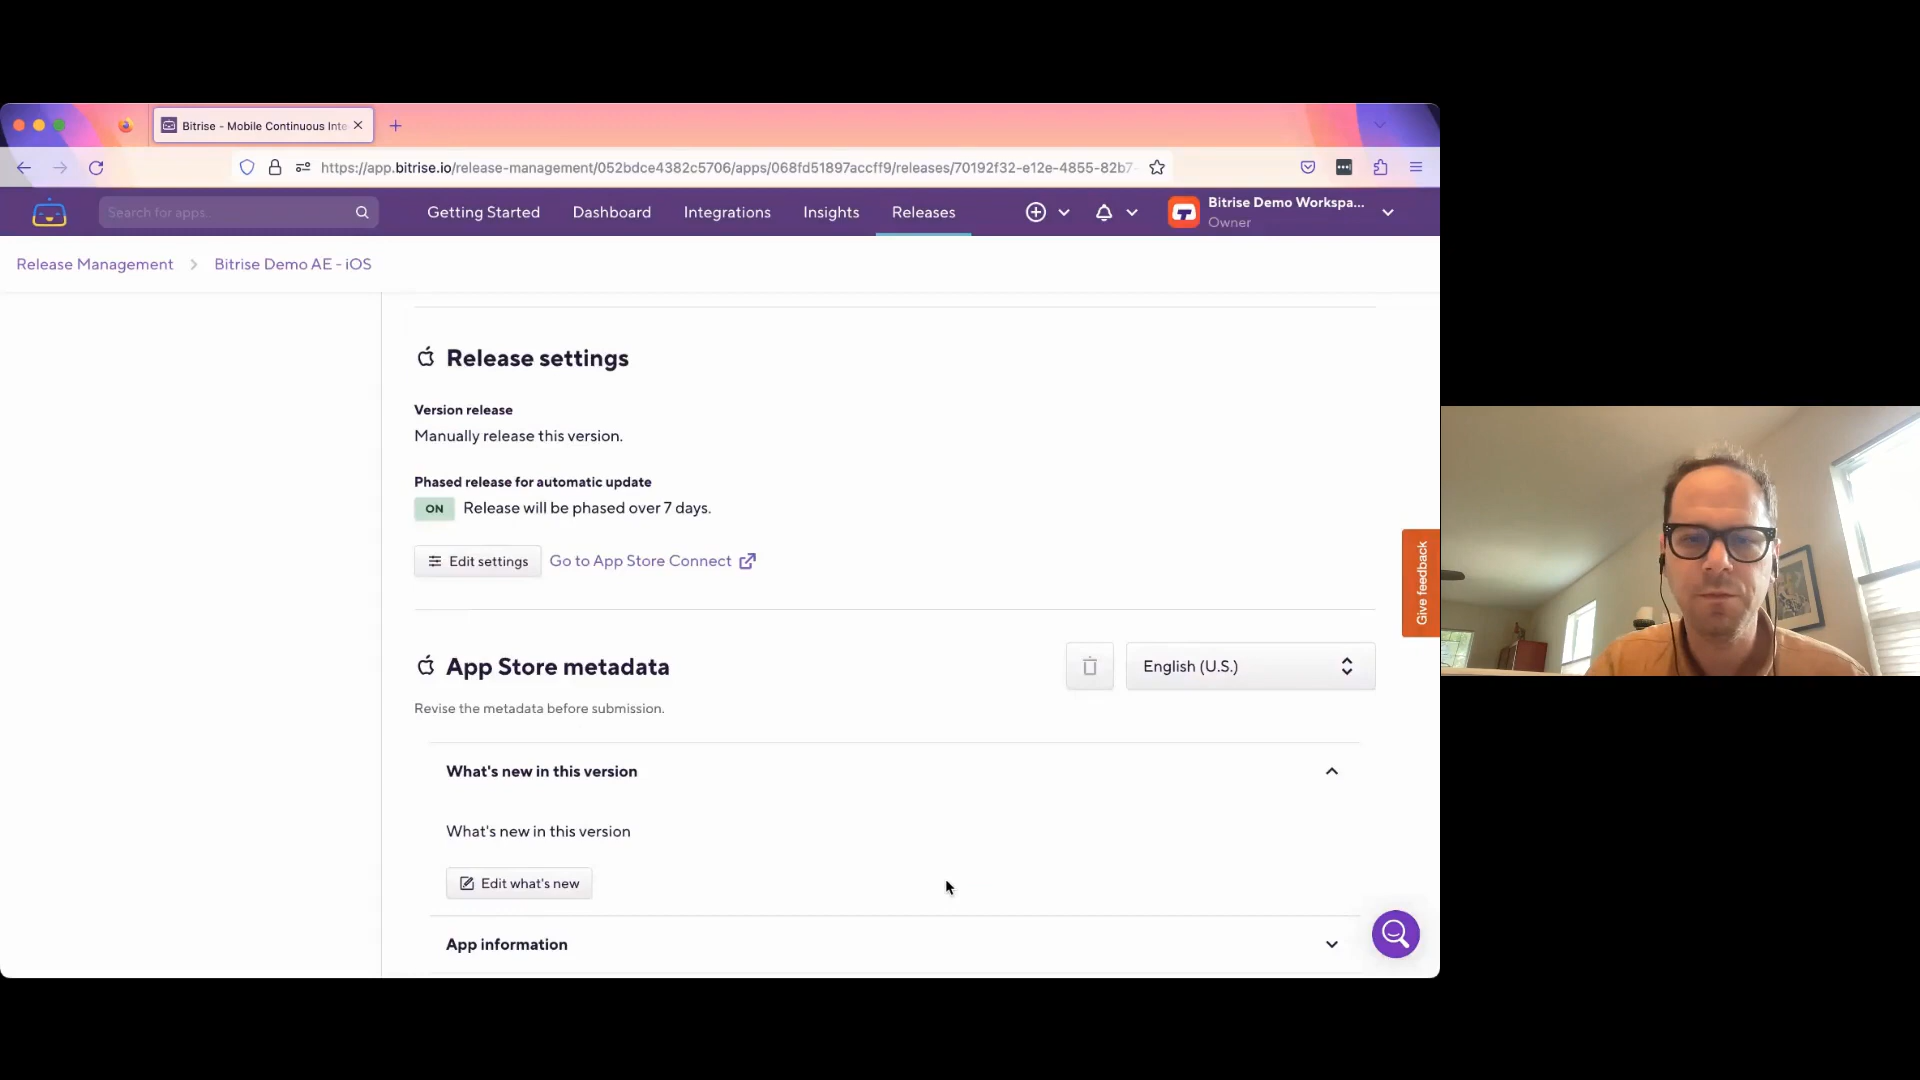 Bitrise - Mobile Continuous Inte
https://app.bitrise.io/release-management/052bdce4382c5706/apps/068fd51897accff9/releases/70192f32-e12e-4855-82b7-
Search for apps..
Getting Started
Dashboard
Integrations
Insights
Releases
Bitrise Demo Workspa...
Owner
Release Management
Bitrise Demo AE - iOS
Release settings
Version release
Manually release this version.
Phased release for automatic update
ON Release will be phased over 7 days.
Edit settings
Go to App Store Connect
Give feedback
App Store metadata
English (U.S.)
Revise the metadata before submission.
What's new in this version
What's new in this version
Edit what's new
App information